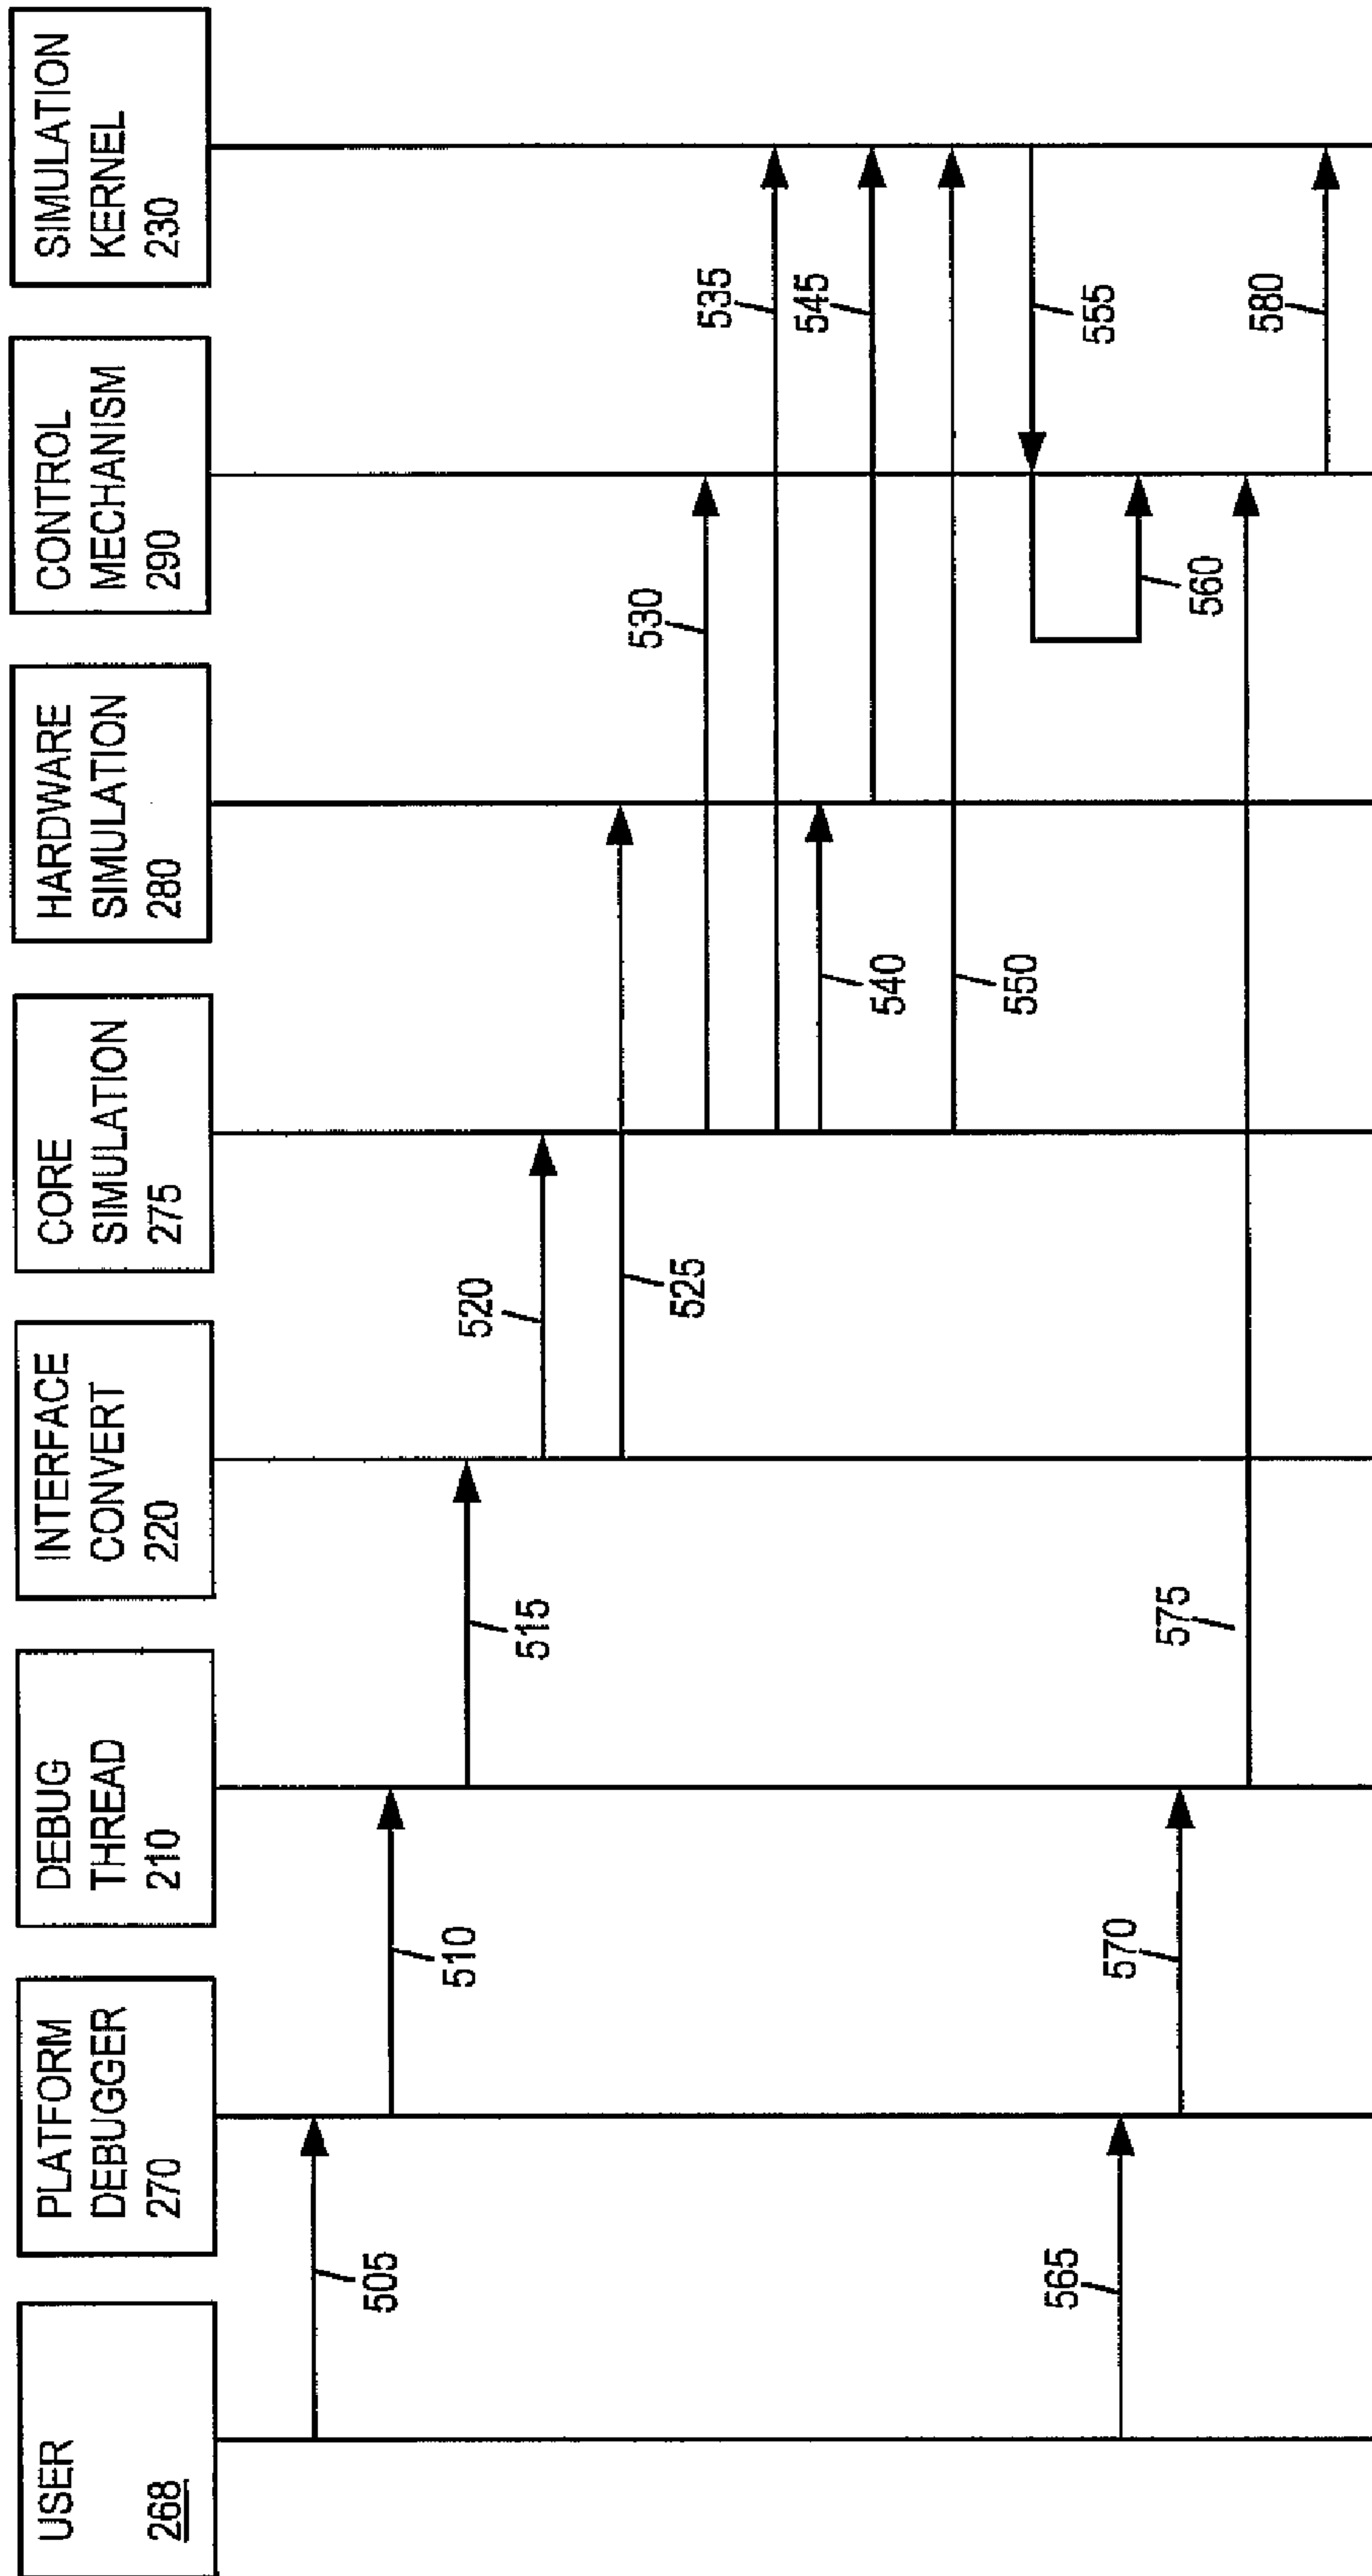 USER
268
PLATFORM
DEBUGGER
270
DEBUG
THREAD
210
INTERFACE
CONVERT
220
CORE
SIMULATION
275
HARDWARE
SIMULATION
280
CONTROL
MECHANISM
290
SIMULATION
KERNEL
230
505
510
515
520
525
530
535
540
545
550
555
560
565
570
575
580